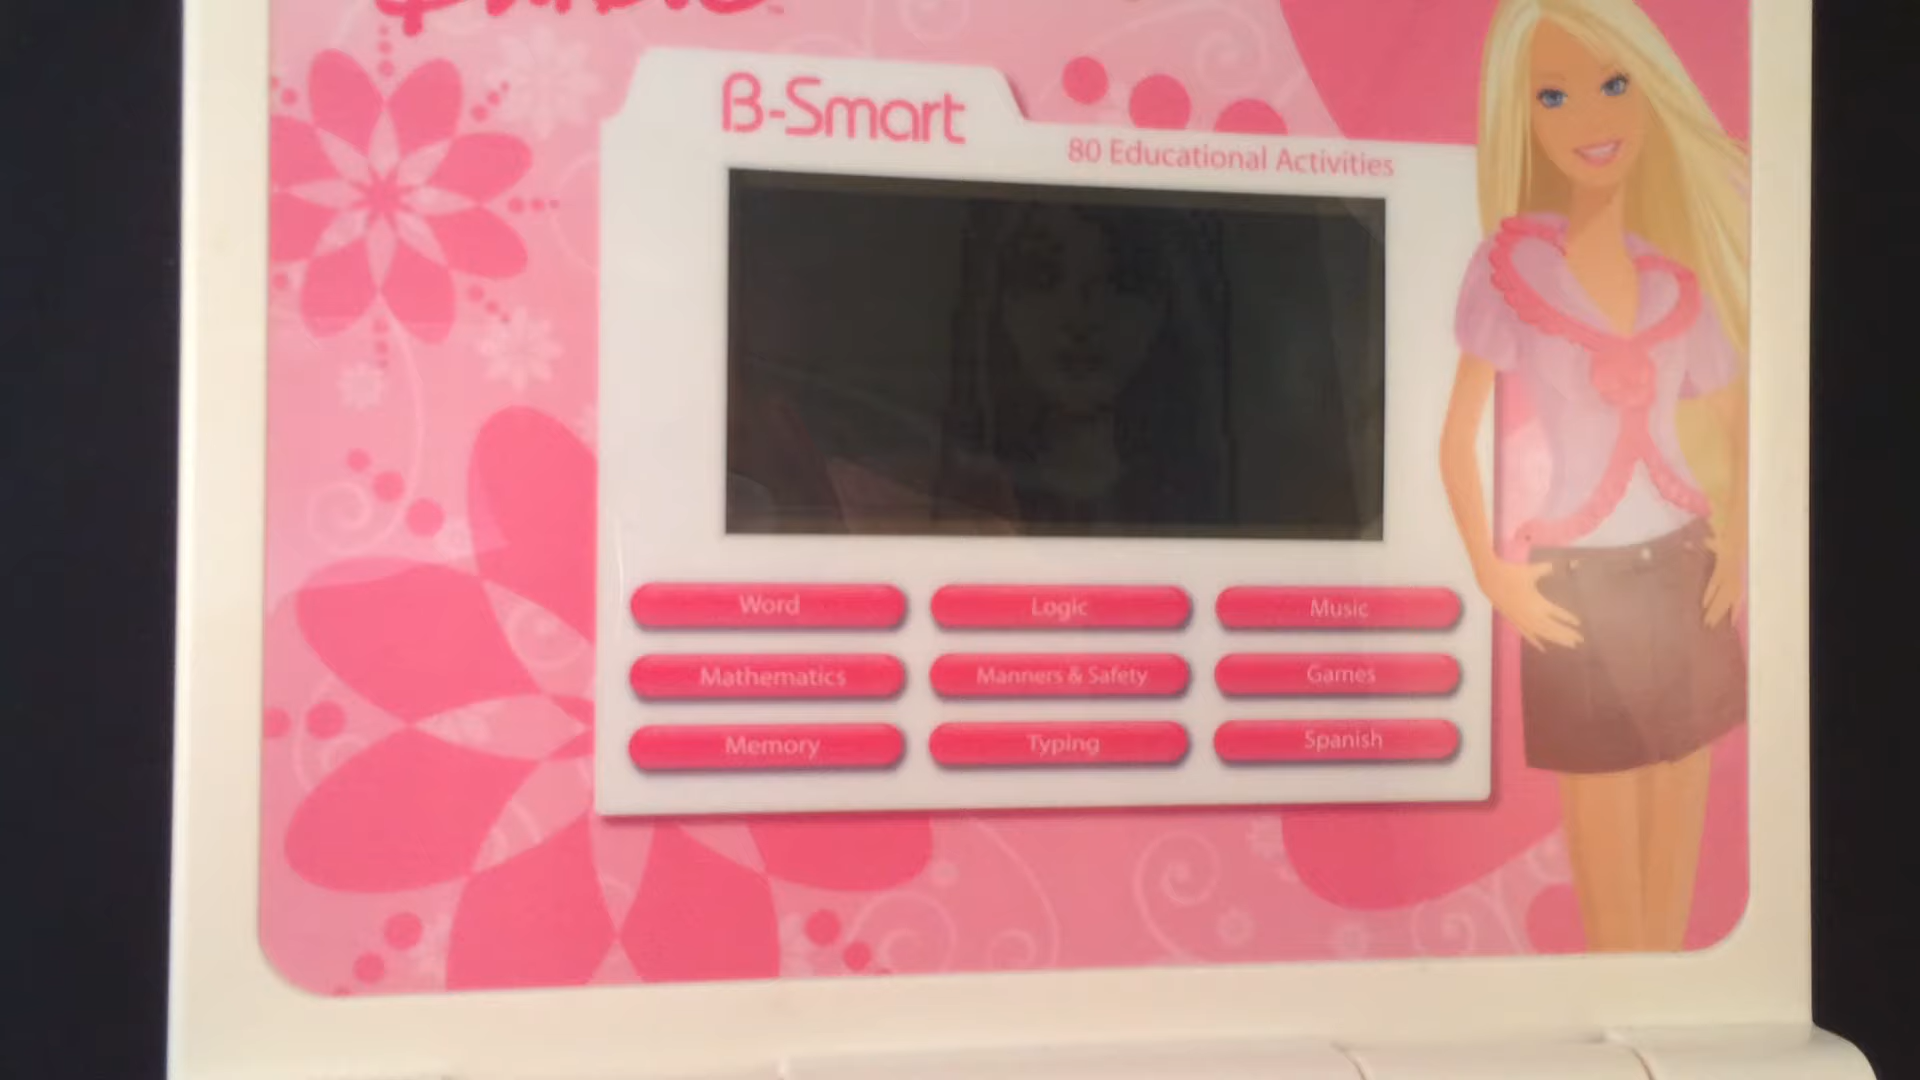 B-Smart
80 Educational Activities
Word
Logic
Music
Mathematics
Manners & Safety
Games
Memory
Typing
Spanish